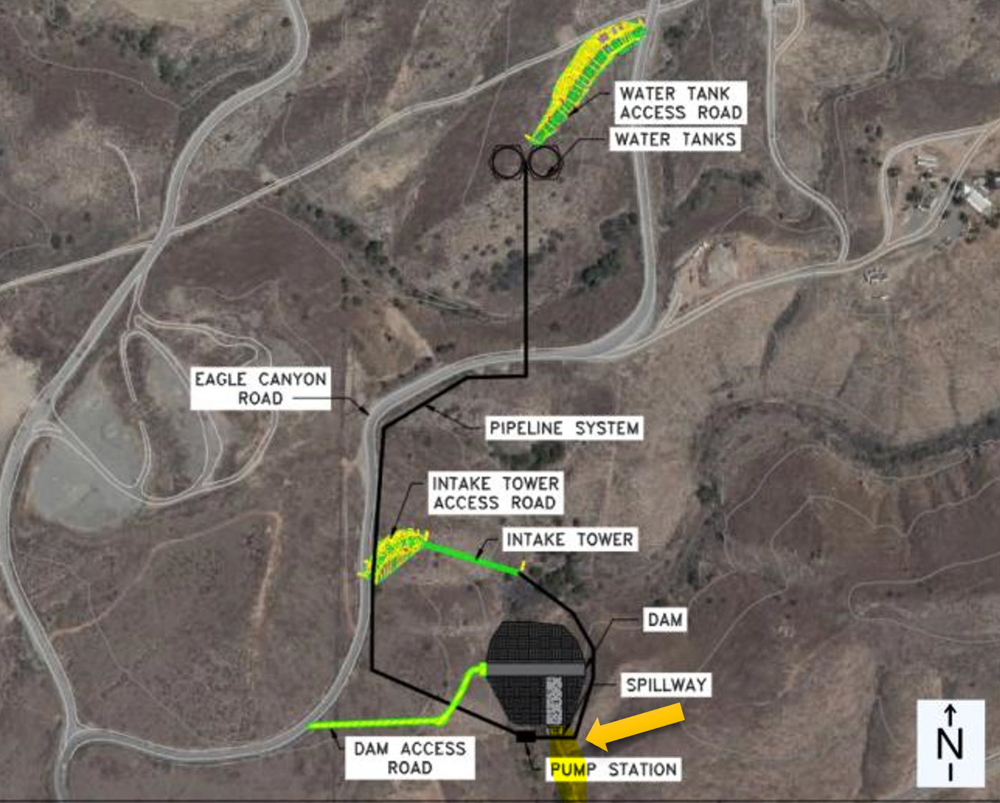 WATER TANK
ACCESS ROAD
WATER TANKS
EAGLE CANYON
ROAD
PIPELINE SYSTEM
INTAKE TOWER
ACCESS ROAD
INTAKE TOWER
DAM
SPILLWAY
DAM ACCESS
ROAD
PUMP STATION
N